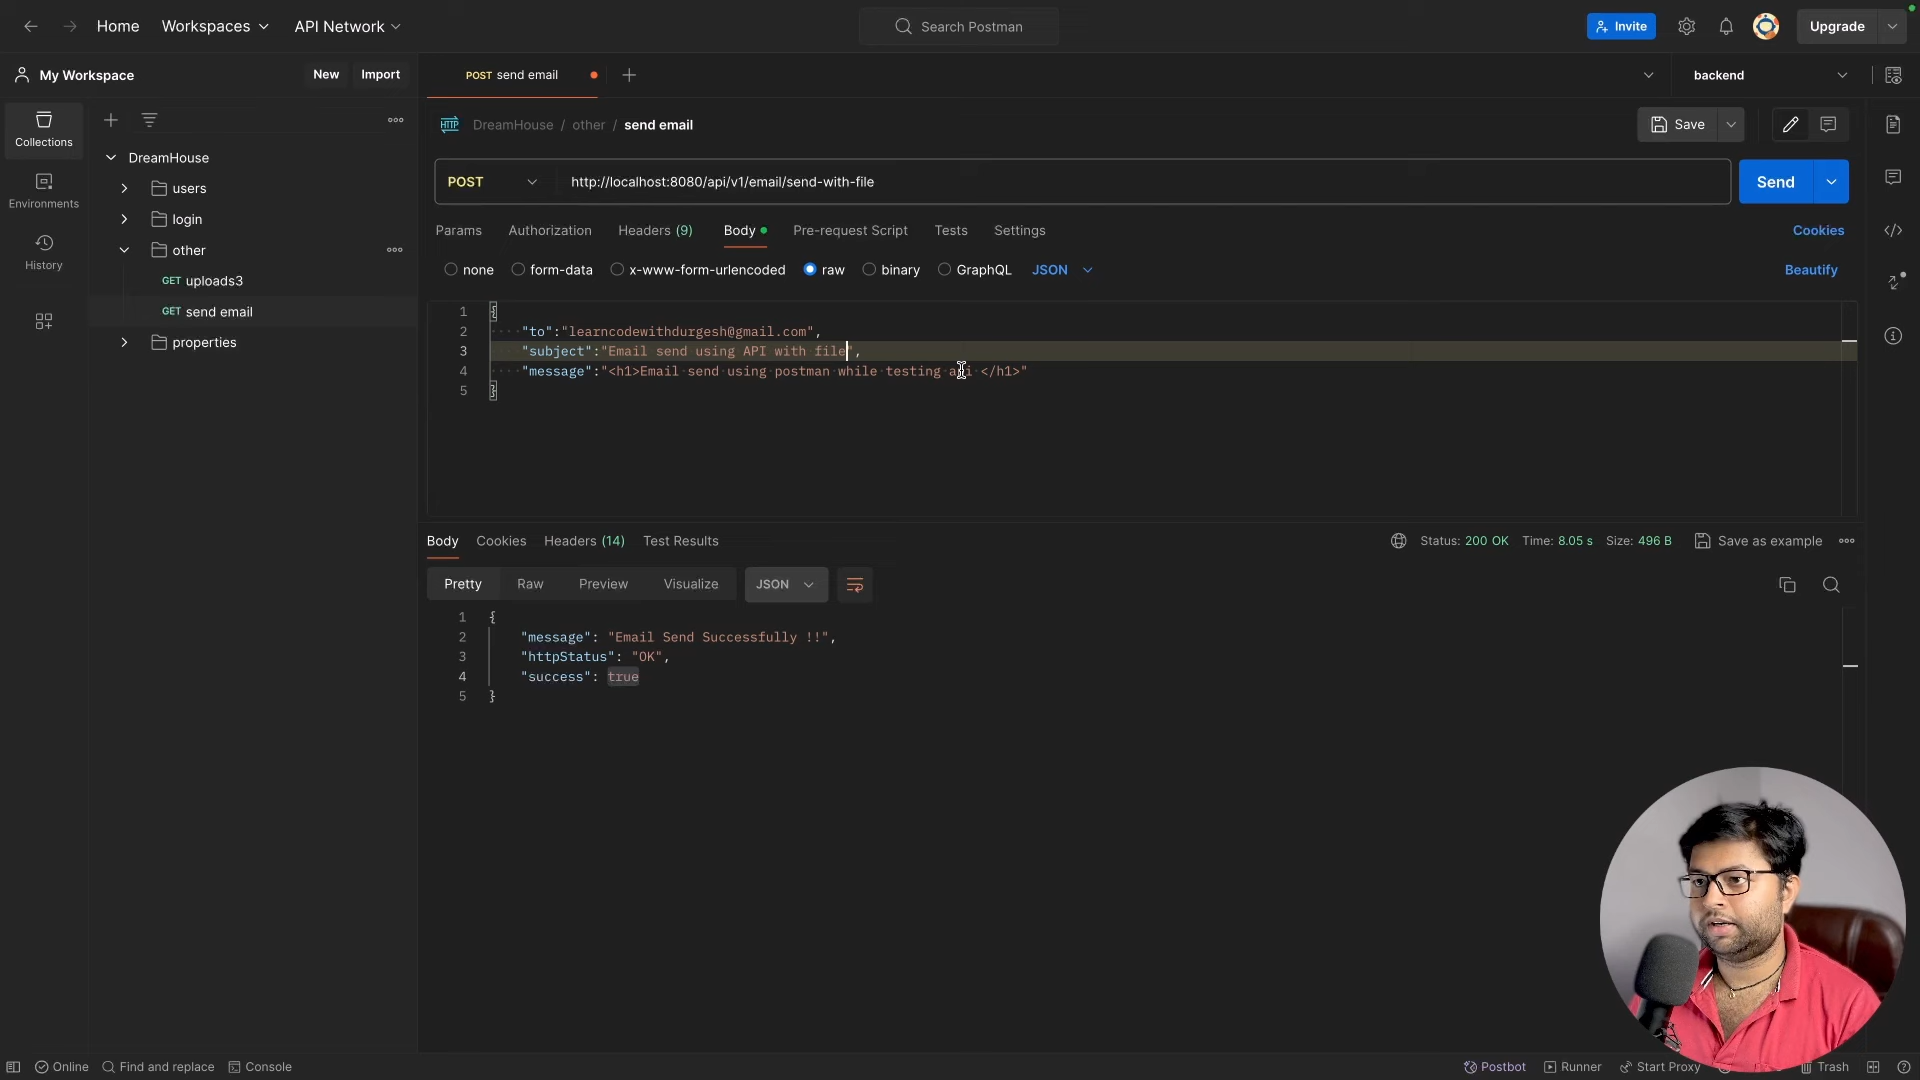 Home Workspaces API Network Search Postman Invite Upgrade
My Workspace New Import POST send email backend
Collections
Environments
History
DreamHouse
users
login
other
GET uploads3
GET send email
properties
HTTP DreamHouse / other / send email Save
POST http://localhost:8080/api/v1/email/send-with-file Send
Params Authorization Headers (9) Body Pre-request Script Tests Settings Cookies
none form-data x-www-form-urlencoded raw binary GraphQL JSON Beautify
1 {
2 "to":"learncodewithdurgesh@gmail.com",
3 "subject":"Email send using API with file",
4 "message":"<h1>Email send using postman while testing api </h1>"
5 }
Body Cookies Headers (14) Test Results Status: 200 OK Time: 8.05 s Size: 496 B Save as example
Pretty Raw Preview Visualize JSON
1 {
2 "message": "Email Send Successfully !!",
3 "httpStatus": "OK",
4 "success": true
5 }
Online Find and replace Console Postbot Runner Start Proxy Trash